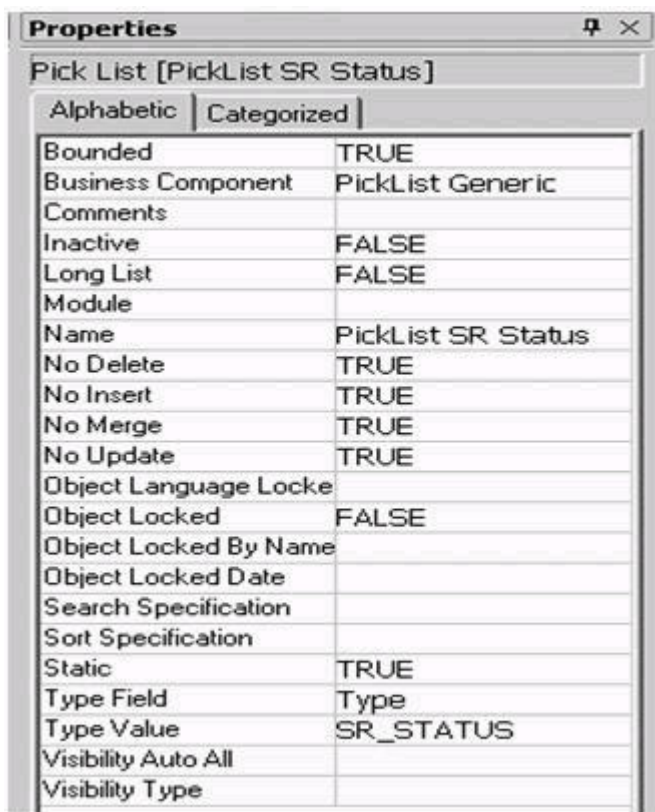 Properties
Pick List [PickList SR Status]
Alphabetic Categorized
Bounded TRUE
Business Component PickList Generic
Comments
Inactive FALSE
Long List FALSE
Module
Name PickList SR Status
No Delete TRUE
No Insert TRUE
No Merge TRUE
No Update TRUE
Object Language Locke
Object Locked FALSE
Object Locked By Name
Object Locked Date
Search Specification
Sort Specification
Static TRUE
Type Field Type
Type Value SR_STATUS
Visibility Auto All
Visibility Type